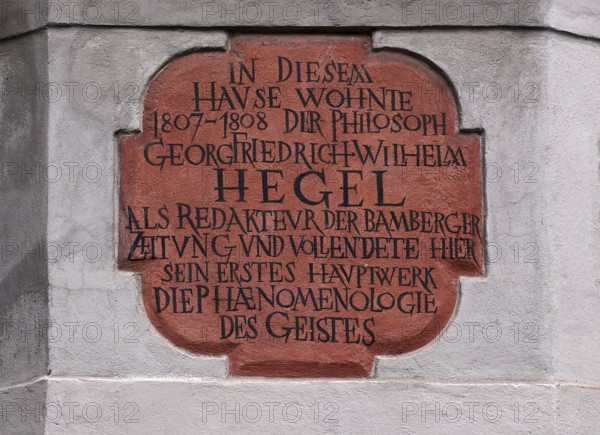 IN DIESEM
HAVSE WOHNTE
1807-1808 DER PHILOSOPH
GEORG FRIEDRICH-WILHELM
HEGEL
ALS REDAKTEVR DER BAMBERGER
ZEITVNG VND VOLLENDETE HIER
SEIN ERSTES HAVPTWERK
DIE PHÆNOMENOLOGIE
DES GEISTES